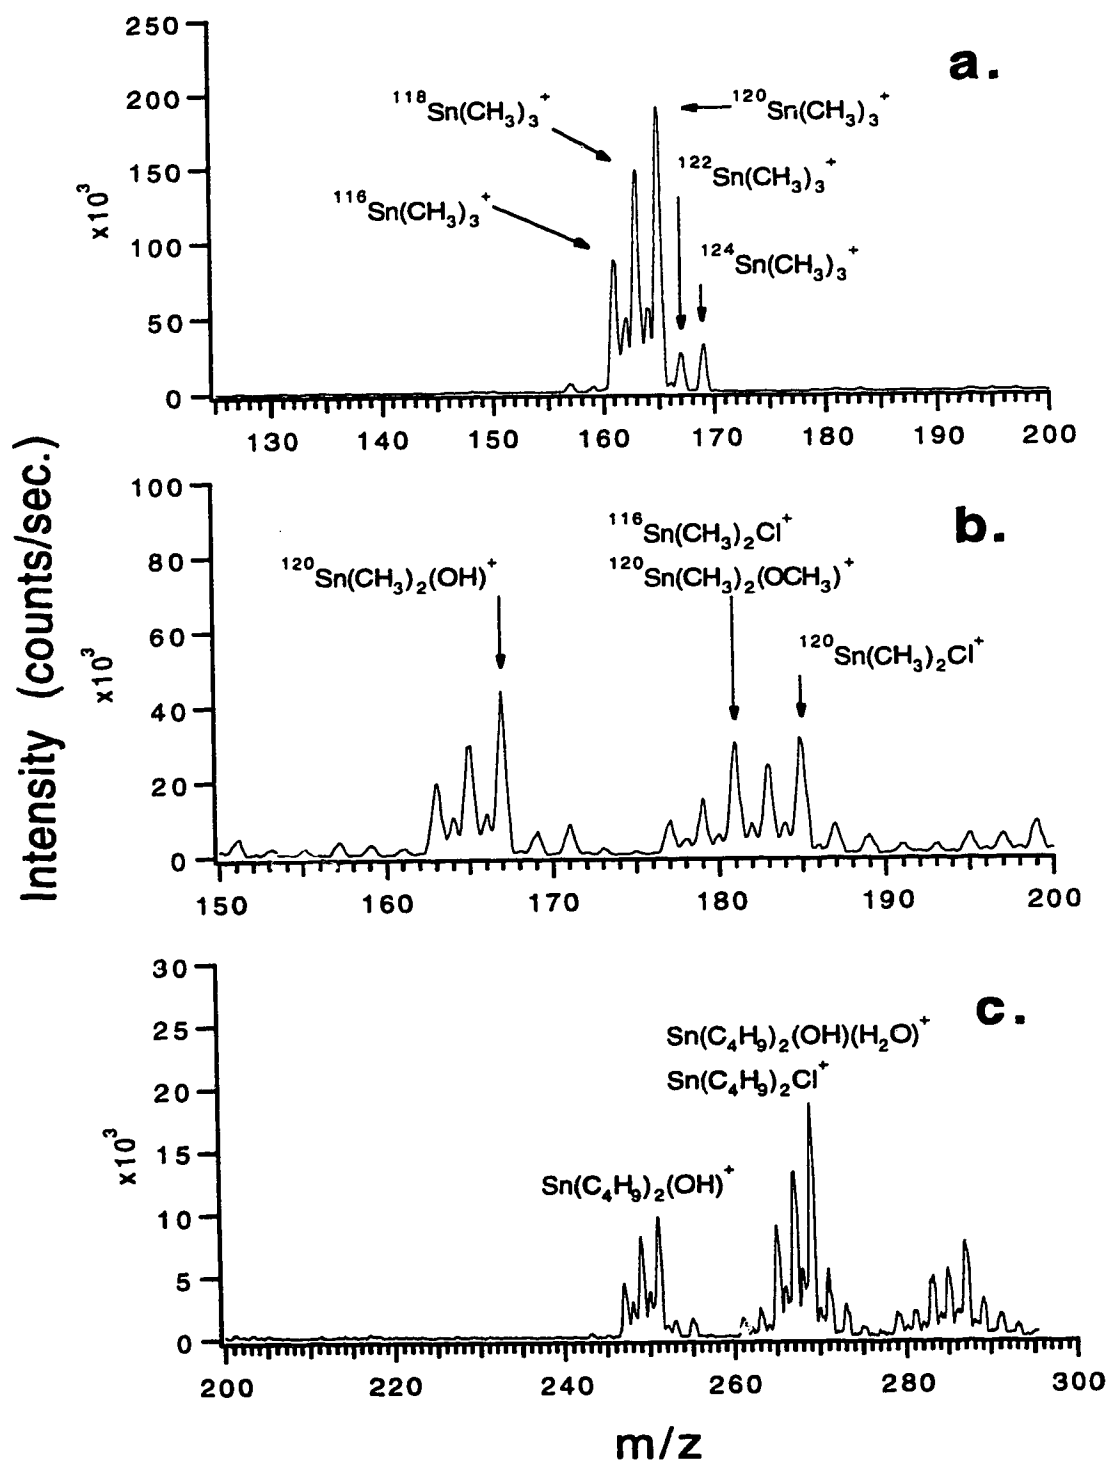 250
200
150
100
50
0
x10³
a.
¹¹⁸Sn(CH₃)₃⁺
¹²⁰Sn(CH₃)₃⁺
¹²²Sn(CH₃)₃⁺
¹¹⁶Sn(CH₃)₃⁺
¹²⁴Sn(CH₃)₃⁺
130 140 150 160 170 180 190 200
Intensity (counts/sec.)
100
80
60
40
20
0
x10³
b.
¹¹⁶Sn(CH₃)₂Cl⁺
¹²⁰Sn(CH₃)₂(OH)⁺
¹²⁰Sn(CH₃)₂(OCH₃)⁺
¹²⁰Sn(CH₃)₂Cl⁺
150 160 170 180 190 200
30
25
20
15
10
5
0
x10³
c.
Sn(C₄H₉)₂(OH)(H₂O)⁺
Sn(C₄H₉)₂Cl⁺
Sn(C₄H₉)₂(OH)⁺
200 220 240 260 280 300
m/z